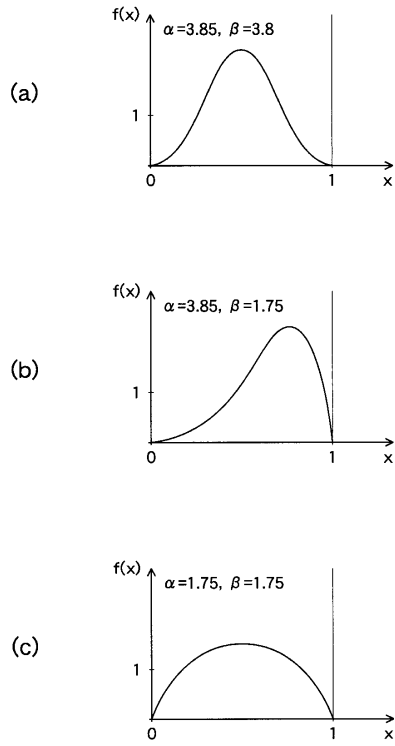 f(x)
α=3.85, β=3.8
(a)
1
0 1 x
f(x)
α=3.85, β=1.75
(b)
1
0 1 x
f(x)
α=1.75, β=1.75
(c)
1
0 1 x